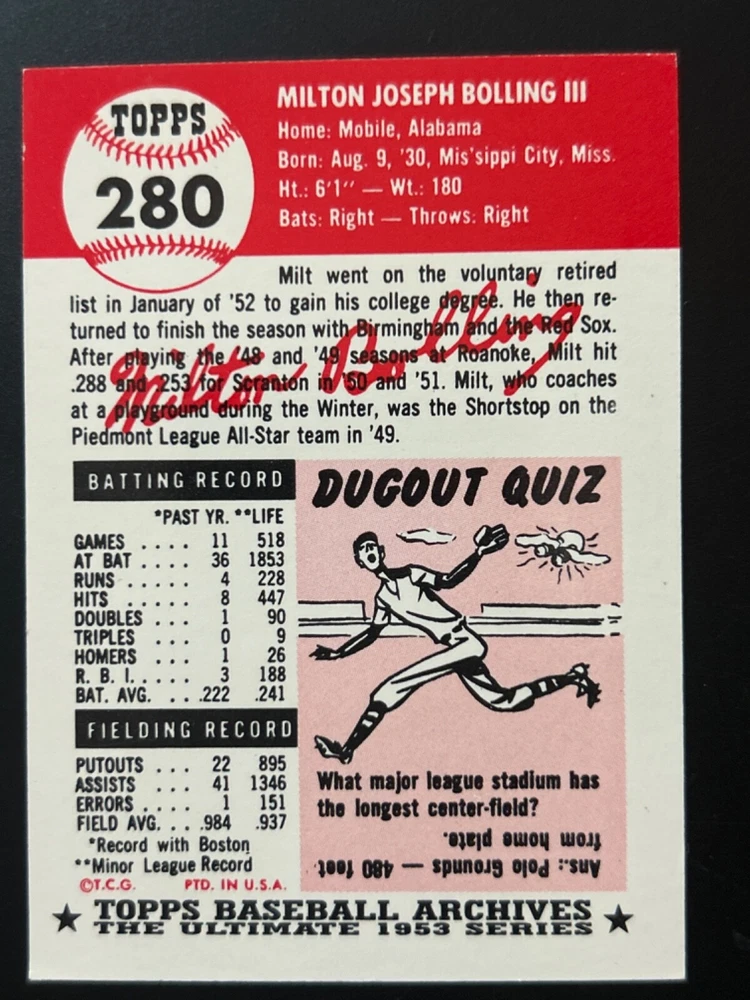 TOPPS
280
MILTON JOSEPH BOLLING III
Home: Mobile, Alabama
Born: Aug. 9, '30, Mis'sippi City, Miss.
Ht.: 6'1" — Wt.: 180
Bats: Right — Throws: Right
Milt went on the voluntary retired
list in January of '52 to gain his college degree. He then re-
turned to finish the season with Birmingham and the Red Sox.
After playing the '48 and '49 seasons at Roanoke, Milt hit
.288 and .253 for Scranton in '50 and '51. Milt, who coaches
at a playground during the Winter, was the Shortstop on the
Piedmont League All-Star team in '49.
Milton Bolling
BATTING RECORD
*PAST YR. **LIFE
GAMES .... 11 518
AT BAT .... 36 1853
RUNS ..... 4 228
HITS ..... 8 447
DOUBLES ... 1 90
TRIPLES ... 0 9
HOMERS ... 1 26
R. B. I..... 3 188
BAT. AVG. .. .222 .241
FIELDING RECORD
PUTOUTS ... 22 895
ASSISTS ... 41 1346
ERRORS .... 1 151
FIELD AVG. .. .984 .937
*Record with Boston
**Minor League Record
©T.C.G. PTD. IN U.S.A.
DUGOUT QUIZ
What major league stadium has
the longest center-field?
Ans.: Polo Grounds — 480 feet
from home plate.
★ TOPPS BASEBALL ARCHIVES ★
THE ULTIMATE 1953 SERIES